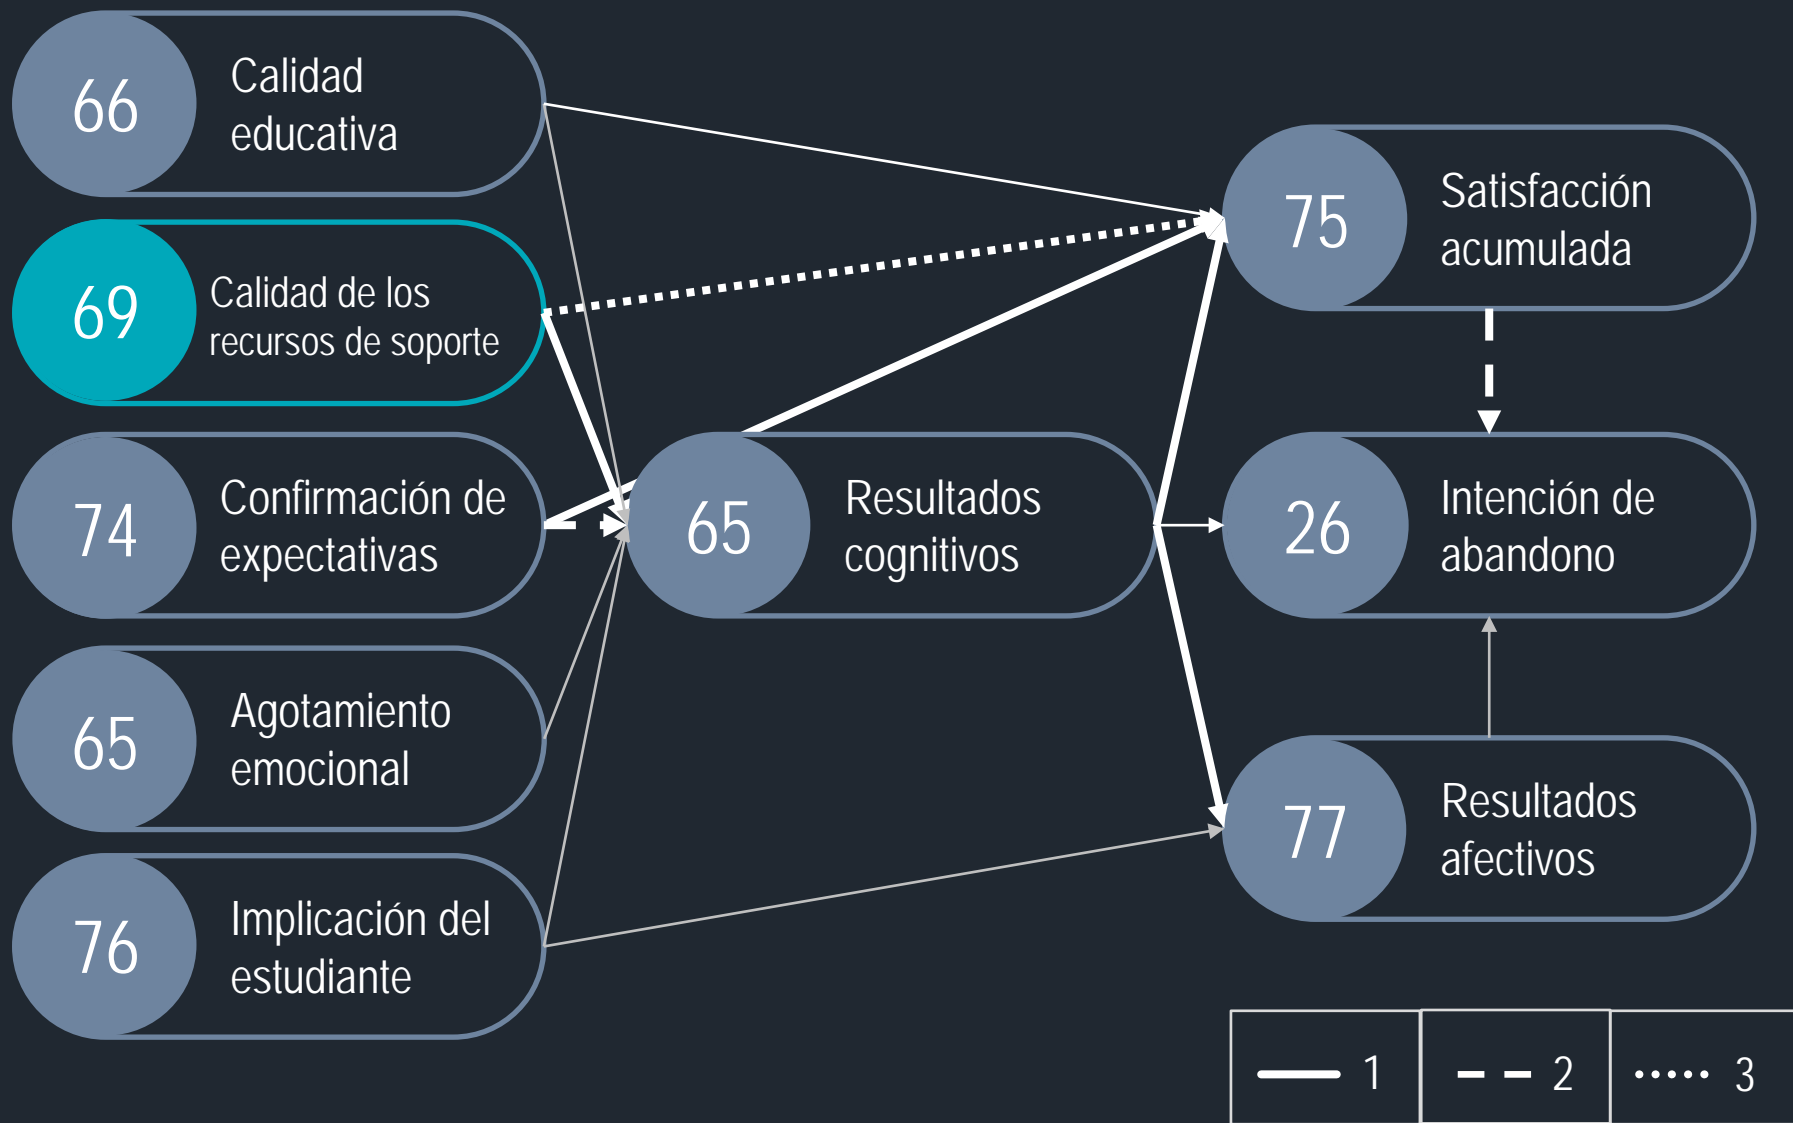 66
Calidad
educativa
69
Calidad de los
recursos de soporte
74
Confirmación de
expectativas
65
Agotamiento
emocional
76
Implicación del
estudiante
65
Resultados
cognitivos
75
Satisfacción
acumulada
26
Intención de
abandono
77
Resultados
afectivos
1
2
3